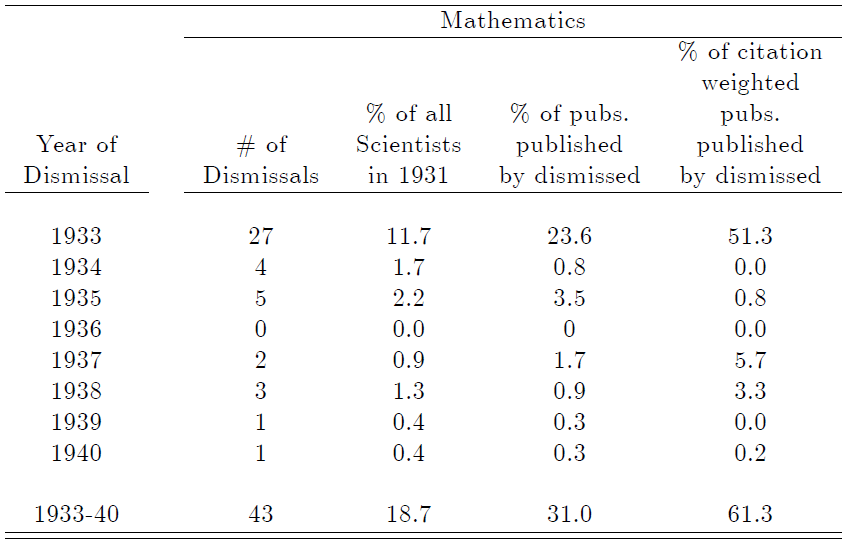 Mathematics
% of citation
weighted
% of all % of pubs. pubs.
Year of # of Scientists published published
Dismissal Dismissals in 1931 by dismissed by dismissed
1933 27 11.7 23.6 51.3
1934 4 1.7 0.8 0.0
1935 5 2.2 3.5 0.8
1936 0 0.0 0 0.0
1937 2 0.9 1.7 5.7
1938 3 1.3 0.9 3.3
1939 1 0.4 0.3 0.0
1940 1 0.4 0.3 0.2
1933-40 43 18.7 31.0 61.3